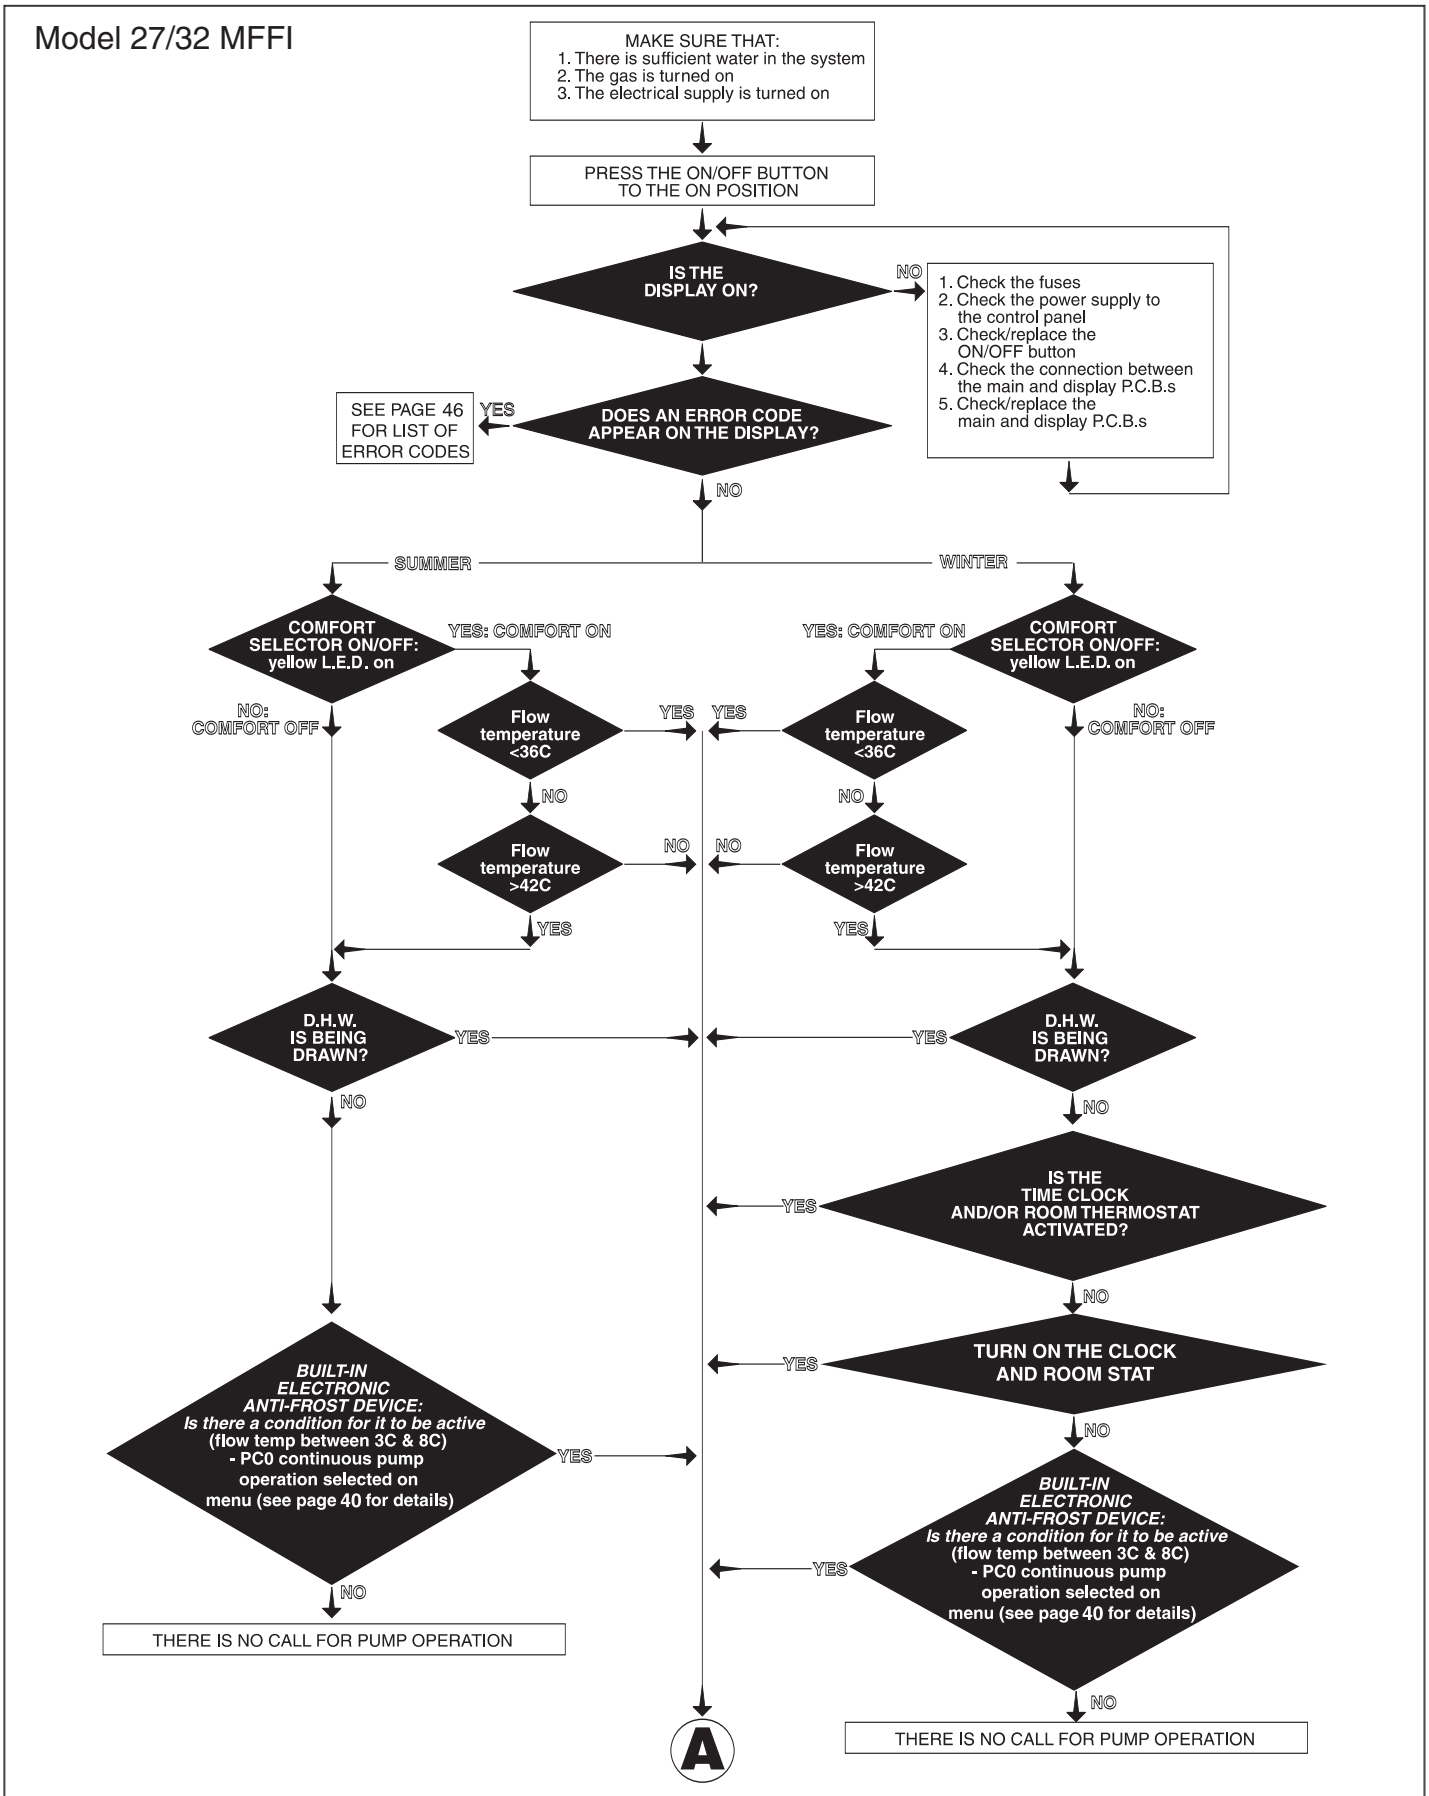 Model 27/32 MFFI
MAKE SURE THAT:
1. There is sufficient water in the system
2. The gas is turned on
3. The electrical supply is turned on
PRESS THE ON/OFF BUTTON
TO THE ON POSITION
IS THE
DISPLAY ON?
NO
1. Check the fuses
2. Check the power supply to
the control panel
3. Check/replace the
ON/OFF button
4. Check the connection between
the main and display P.C.B.s
5. Check/replace the
main and display P.C.B.s
DOES AN ERROR CODE
APPEAR ON THE DISPLAY?
YES
SEE PAGE 46
FOR LIST OF
ERROR CODES
NO
SUMMER
WINTER
COMFORT
SELECTOR ON/OFF:
yellow L.E.D. on
YES: COMFORT ON
YES: COMFORT ON
COMFORT
SELECTOR ON/OFF:
yellow L.E.D. on
NO:
COMFORT OFF
Flow
temperature
<36C
YES
YES
Flow
temperature
<36C
NO:
COMFORT OFF
NO
NO
Flow
temperature
>42C
NO
NO
Flow
temperature
>42C
YES
YES
D.H.W.
IS BEING
DRAWN?
YES
YES
D.H.W.
IS BEING
DRAWN?
NO
NO
IS THE
TIME CLOCK
AND/OR ROOM THERMOSTAT
ACTIVATED?
YES
NO
TURN ON THE CLOCK
AND ROOM STAT
YES
NO
BUILT-IN
ELECTRONIC
ANTI-FROST DEVICE:
Is there a condition for it to be active
(flow temp between 3C & 8C)
- PC0 continuous pump
operation selected on
menu (see page 40 for details)
YES
NO
THERE IS NO CALL FOR PUMP OPERATION
BUILT-IN
ELECTRONIC
ANTI-FROST DEVICE:
Is there a condition for it to be active
(flow temp between 3C & 8C)
- PC0 continuous pump
operation selected on
menu (see page 40 for details)
YES
NO
THERE IS NO CALL FOR PUMP OPERATION
A